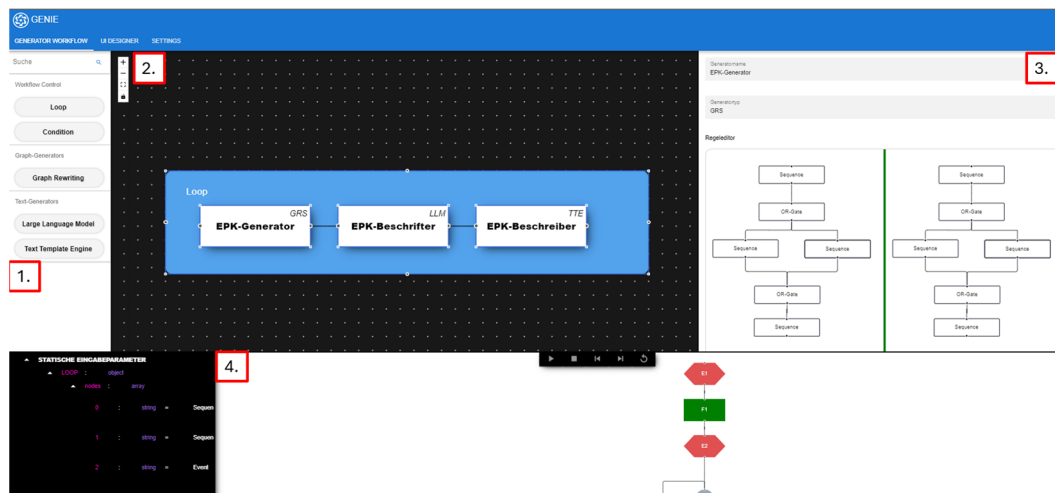 GENIE
GENERATOR WORKFLOW UI DESIGNER SETTINGS
Suche
Workflow Control
Loop
Condition
Graph-Generators
Graph Rewriting
Text-Generators
Large Language Model
Text Template Engine
1.
2.
Loop
GRS
EPK-Generator
LLM
EPK-Beschrifter
TTE
EPK-Beschreiber
3.
Generatorname
EPK-Generator
Generatortyp
GRS
Regeleditor
Sequence
OR-Gate
Sequence Sequence
OR-Gate
Sequence
Sequence
OR-Gate
Sequence Sequence
OR-Gate
Sequence
4.
STATISCHE EINGABEPARAMETER
LOOP : object
nodes : array
0 : string = Sequen
1 : string = Sequen
2 : string = Event
E1
F1
E2